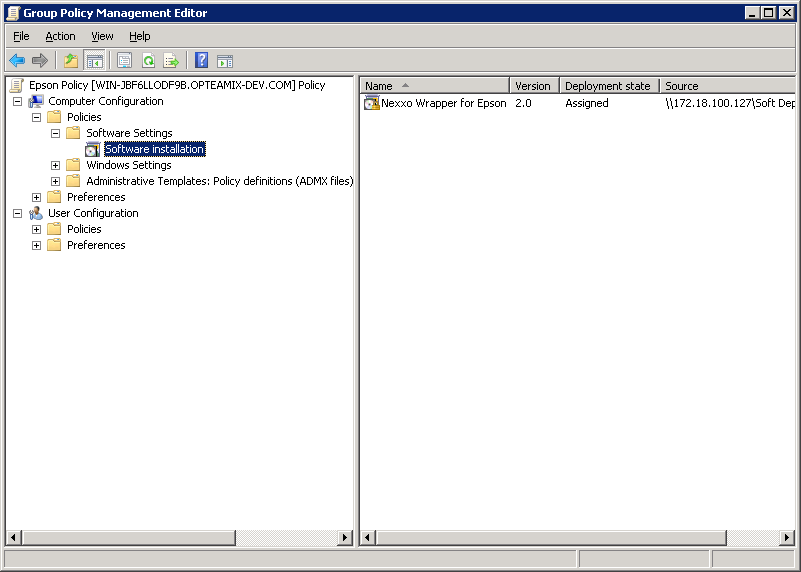 Group Policy Management Editor
File Action View Help
Epson Policy [WIN-JBF6LLODF9B.OPTEAMIX-DEV.COM] Policy
Computer Configuration
Policies
Software Settings
Software installation
Windows Settings
Administrative Templates: Policy definitions (ADMX files)
Preferences
User Configuration
Policies
Preferences
Name Version Deployment state Source
Nexxo Wrapper for Epson 2.0 Assigned \\172.18.100.127\Soft Dep